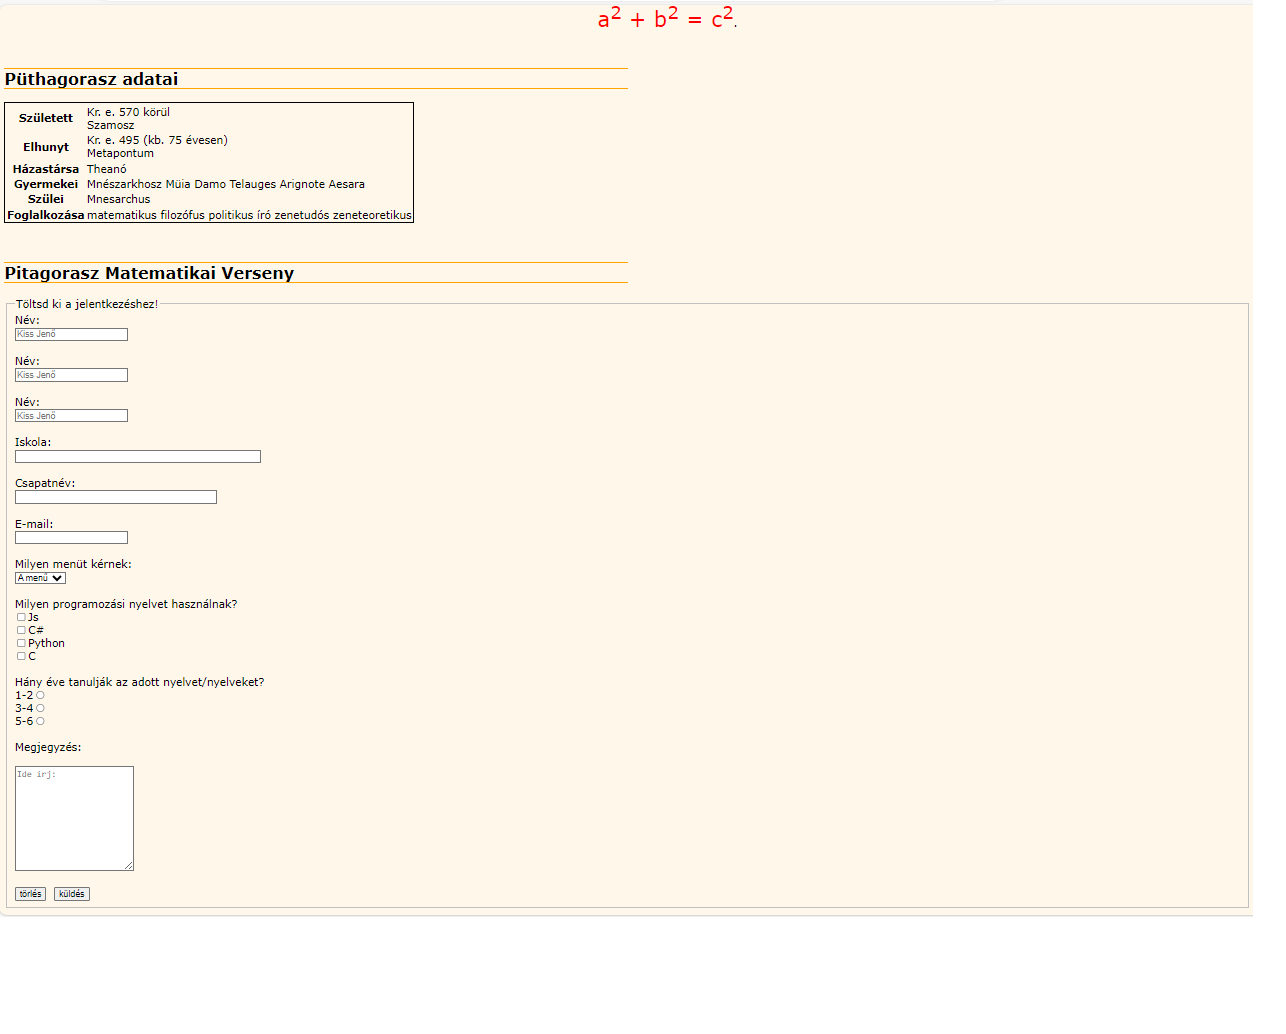 a² + b² = c².
Püthagorasz adatai
Született Kr. e. 570 körül
Szamosz
Elhunyt Kr. e. 495 (kb. 75 évesen)
Metapontum
Házastársa Theanó
Gyermekei Mnészarkhosz Müia Damo Telauges Arignote Aesara
Szülei Mnesarchus
Foglalkozása matematikus filozófus politikus író zenetudós zeneteoretikus
Pitagorasz Matematikai Verseny
Töltsd ki a jelentkezéshez!
Név:
Kiss Jenő
Név:
Kiss Jenő
Név:
Kiss Jenő
Iskola:
Csapatnév:
E-mail:
Milyen menüt kérnek:
A menü
Milyen programozási nyelvet használnak?
Js
C#
Python
C
Hány éve tanulják az adott nyelvet/nyelveket?
1-2
3-4
5-6
Megjegyzés:
Ide írj:
törlés küldés